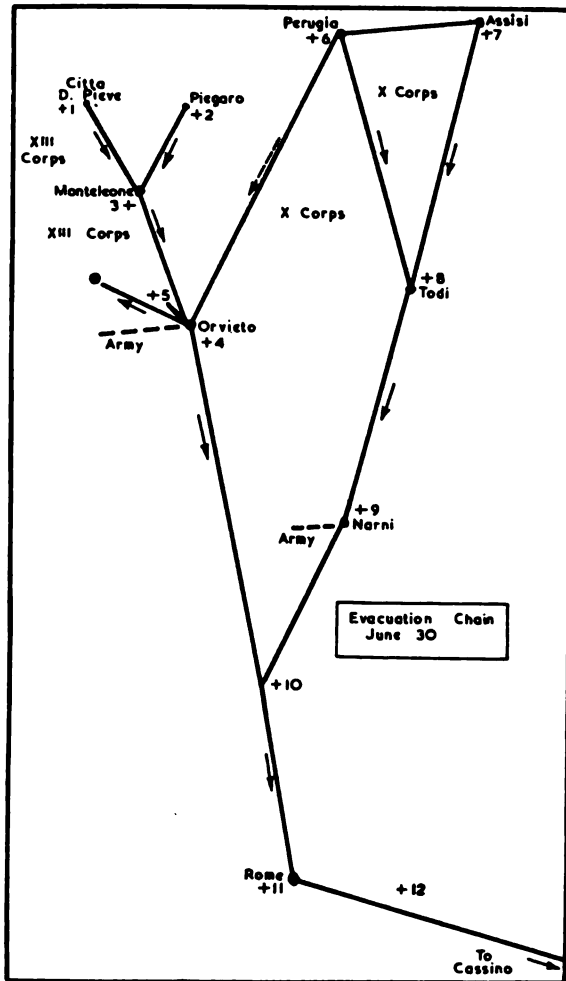 Perugia
+6
Assisi
+7
Citta
D. Pieve
+1
Piegaro
+2
X Corps
XIII
Corps
Monteleone
3+
X Corps
XIII Corps
+5
+8
Todi
Orvieto
+4
Army
+9
Narni
Army
Evacuation Chain
June 30
+10
Rome
+11
+12
To
Cassino